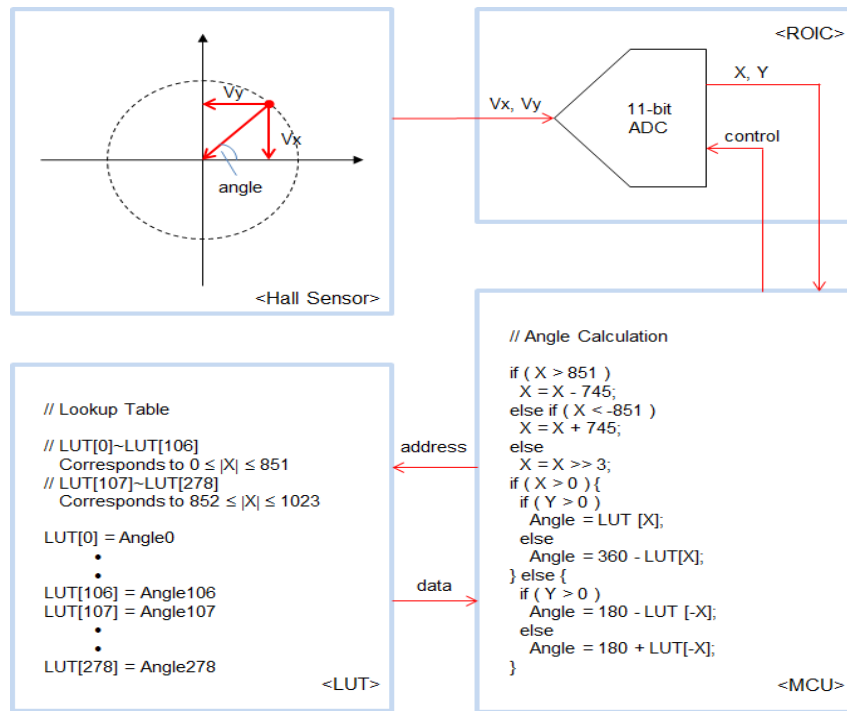 Vy
Vx
angle
<Hall Sensor>
Vx, Vy
<ROIC>
11-bit
ADC
X, Y
control
// Lookup Table
// LUT[0]~LUT[106]
Corresponds to 0 ≤ |X| ≤ 851
// LUT[107]~LUT[278]
Corresponds to 852 ≤ |X| ≤ 1023
LUT[0] = Angle0
•
•
LUT[106] = Angle106
LUT[107] = Angle107
•
•
LUT[278] = Angle278
<LUT>
address
data
// Angle Calculation
if ( X > 851 )
X = X - 745;
else if ( X < -851 )
X = X + 745;
else
X = X >> 3;
if ( X > 0 ) {
if ( Y > 0 )
Angle = LUT [X];
else
Angle = 360 - LUT[X];
} else {
if ( Y > 0 )
Angle = 180 - LUT [-X];
else
Angle = 180 + LUT[-X];
}
<MCU>